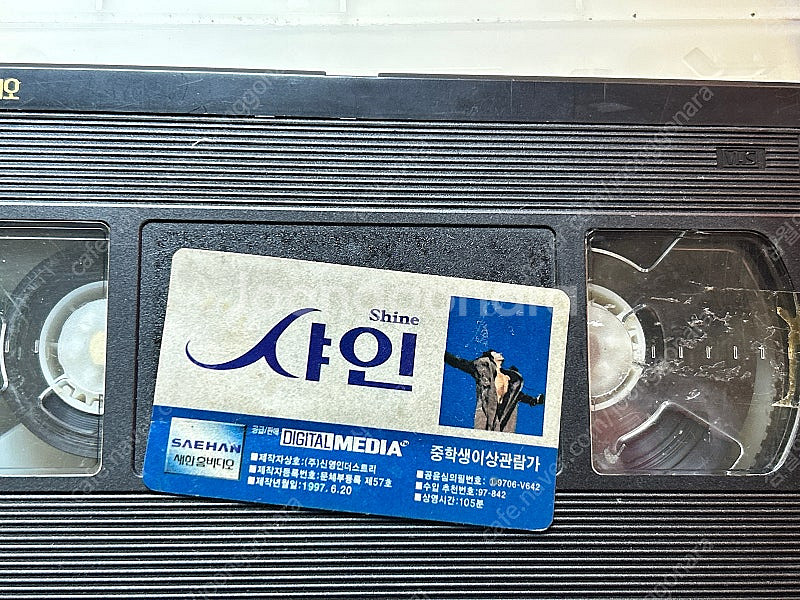 오
Shine
샤인
SAEHAN
새한홈비디오
공급/판매 DIGITAL MEDIA
중학생이상관람가
■제작자상호:(주)신영인더스트리
■제작자등록번호:문체부등록 제57호
■제작년월일:1997. 6.20
■공윤심의필번호: ①9706-V642
■수입 추천번호:97-842
■상영시간:105분